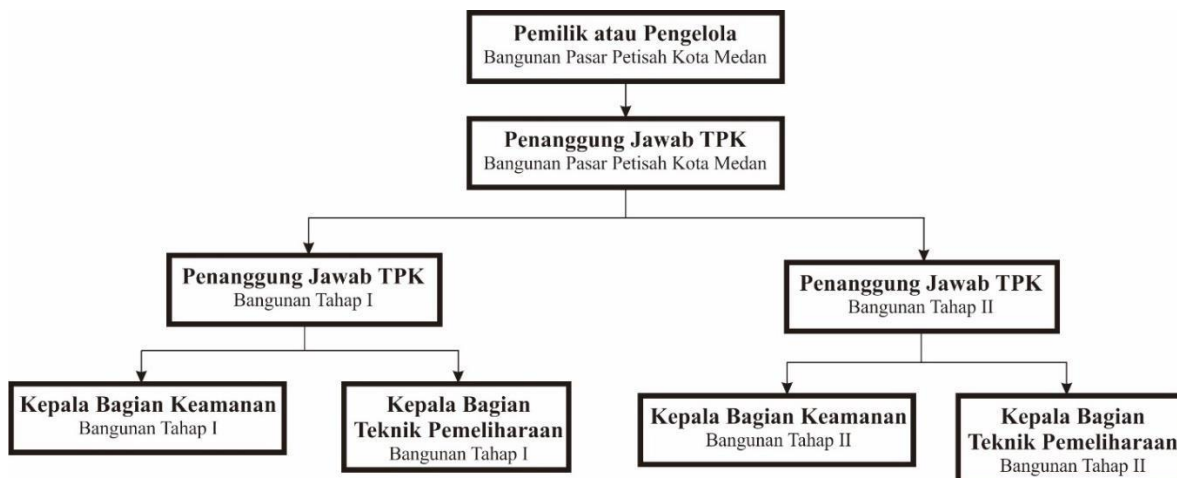 Pemilik atau Pengelola
Bangunan Pasar Petisah Kota Medan
Penanggung Jawab TPK
Bangunan Pasar Petisah Kota Medan
Penanggung Jawab TPK
Bangunan Tahap I
Penanggung Jawab TPK
Bangunan Tahap II
Kepala Bagian Keamanan
Bangunan Tahap I
Kepala Bagian
Teknik Pemeliharaan
Bangunan Tahap I
Kepala Bagian Keamanan
Bangunan Tahap II
Kepala Bagian
Teknik Pemeliharaan
Bangunan Tahap II